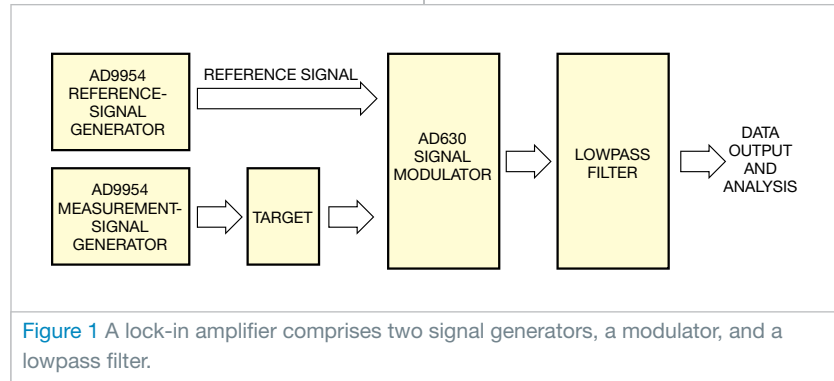 AD9954
REFERENCE-
SIGNAL
GENERATOR
REFERENCE SIGNAL
AD9954
MEASUREMENT-
SIGNAL
GENERATOR
TARGET
AD630
SIGNAL
MODULATOR
LOWPASS
FILTER
DATA
OUTPUT
AND
ANALYSIS
Figure 1 A lock-in amplifier comprises two signal generators, a modulator, and a
lowpass filter.